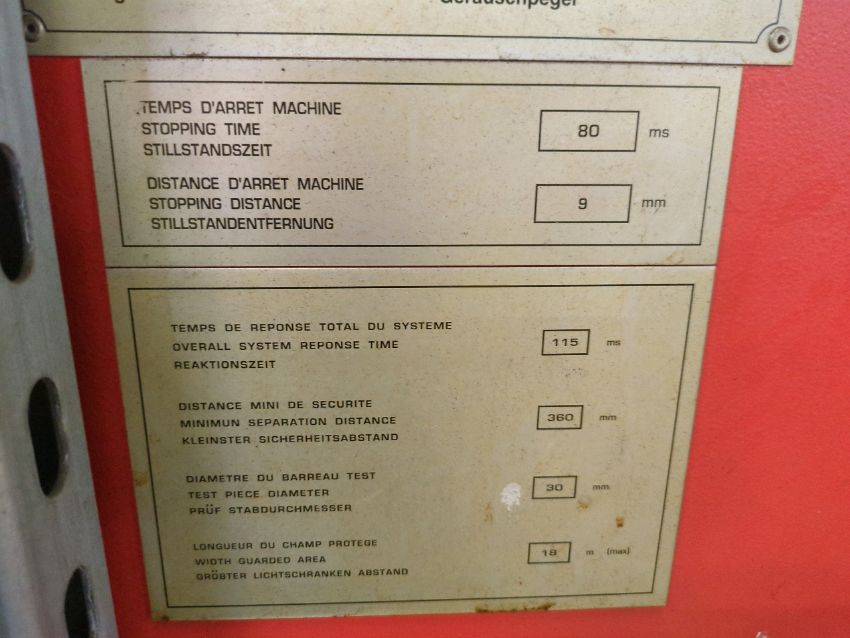 Geräuschpegel
TEMPS D'ARRET MACHINE
STOPPING TIME
STILLSTANDSZEIT
80 ms
DISTANCE D'ARRET MACHINE
STOPPING DISTANCE
STILLSTANDENTFERNUNG
9 mm
TEMPS DE REPONSE TOTAL DU SYSTEME
OVERALL SYSTEM REPONSE TIME
REAKTIONSZEIT
115 ms
DISTANCE MINI DE SECURITE
MINIMUN SEPARATION DISTANCE
KLEINSTER SICHERHEITSABSTAND
360 mm
DIAMETRE DU BARREAU TEST
TEST PIECE DIAMETER
PRÜF STABDURCHMESSER
30 mm
LONGUEUR DU CHAMP PROTEGE
WIDTH GUARDED AREA
GRÖBTER LICHTSCHRANKEN ABSTAND
18 m (max)